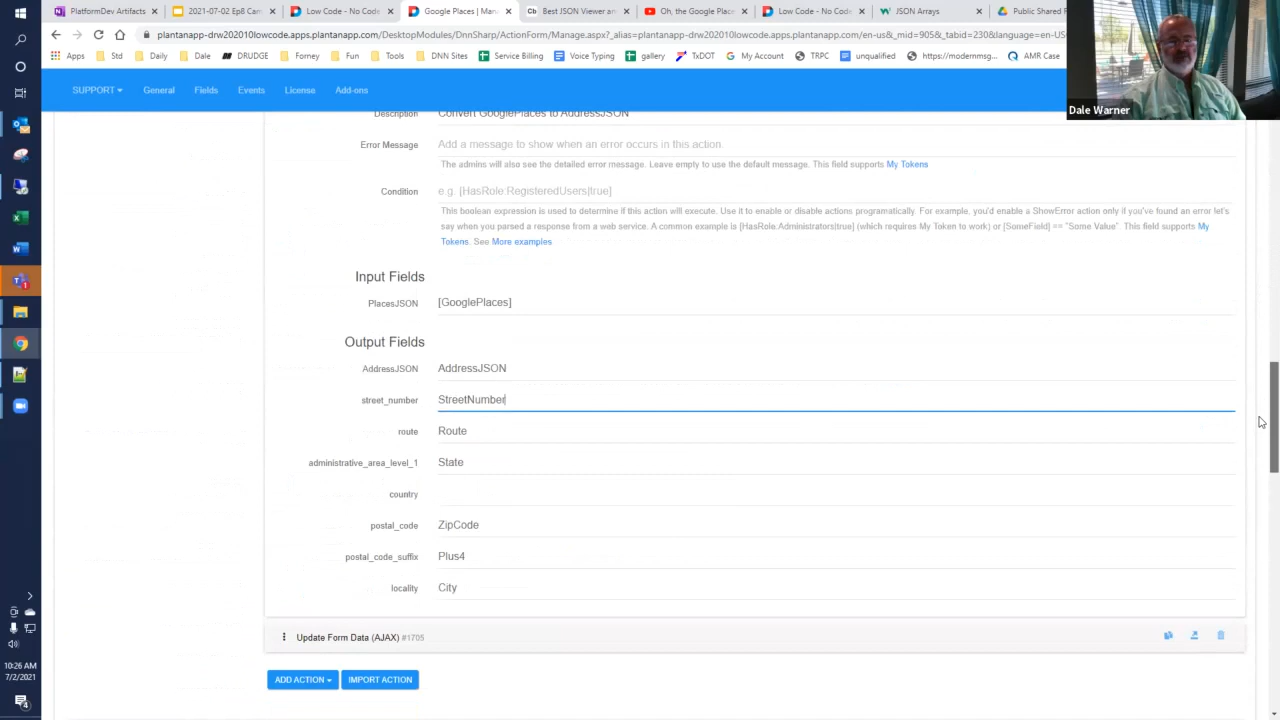 PlatformDev Artifacts
2021-07-02 Ep8 Cam
Low Code - No Code
Google Places | Man
Best JSON Viewer an
Oh, the Google Place
Low Code - No Code
JSON Arrays
Public Shared F
plantanapp-drw202010lowcode.apps.plantanapp.com/DesktopModules/DnnSharp/ActionForm/Manage.aspx?_alias=plantanapp-drw202010lowcode.apps.plantanapp.com/en-us&_mid=905&_tabid=230&language=en-US
Apps
Std
Daily
Dale
DRUDGE
Forney
Fun
Tools
DNN Sites
Service Billing
Voice Typing
gallery
TxDOT
My Account
TRPC
unqualified
https://modernmsg...
AMR Case
Dale Warner
SUPPORT
General
Fields
Events
License
Add-ons
Description
Convert GooglePlaces to AddressJSON
Error Message
Add a message to show when an error occurs in this action.
The admins will also see the detailed error message. Leave empty to use the default message. This field supports My Tokens
Condition
e.g. [HasRole:RegisteredUsers|true]
This boolean expression is used to determine if this action will execute. Use it to enable or disable actions programatically. For example, you'd enable a ShowError action only if you've found an error let's
say when you parsed a response from a web service. A common example is [HasRole:Administrators|true] (which requires My Token to work) or [SomeField] == "Some Value". This field supports My
Tokens. See More examples.
Input Fields
PlacesJSON
[GooglePlaces]
Output Fields
AddressJSON
AddressJSON
street_number
StreetNumber
route
Route
administrative_area_level_1
State
country
postal_code
ZipCode
postal_code_suffix
Plus4
locality
City
Update Form Data (AJAX) #1705
ADD ACTION
IMPORT ACTION
10:26 AM
7/2/2021
4